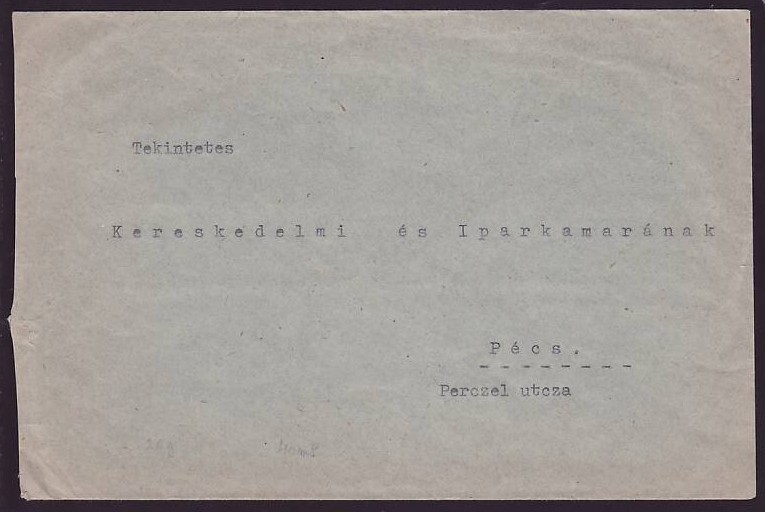 Tekintetes
Kereskedelmi és Iparkamarának
Pécs.
--------
Perczel utcza